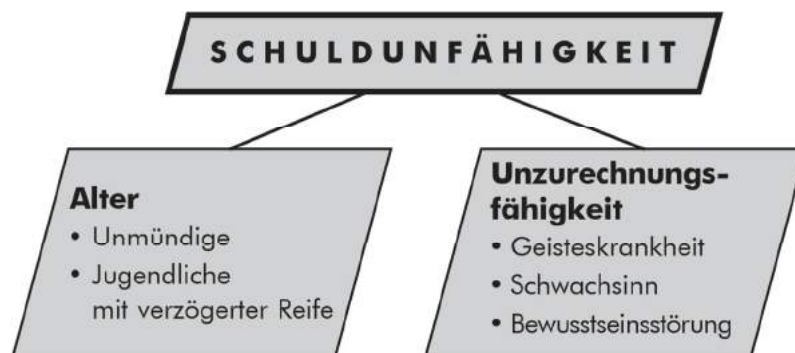 SCHULDUNFÄHIGKEIT
Alter
• Unmündige
• Jugendliche
mit verzögerter Reife
Unzurechnungs-
fähigkeit
• Geisteskrankheit
• Schwachsinn
• Bewusstseinsstörung